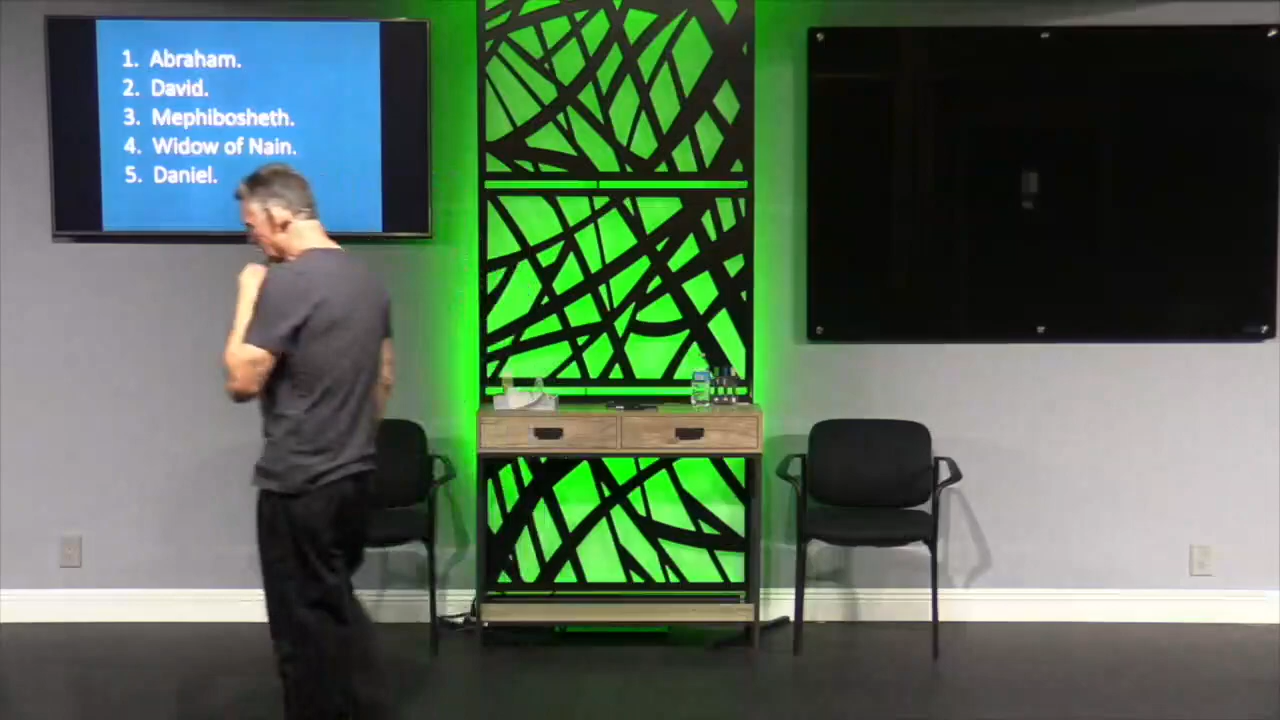 1. Abraham.
2. David.
3. Mephibosheth.
4. Widow of Nain.
5. Daniel.